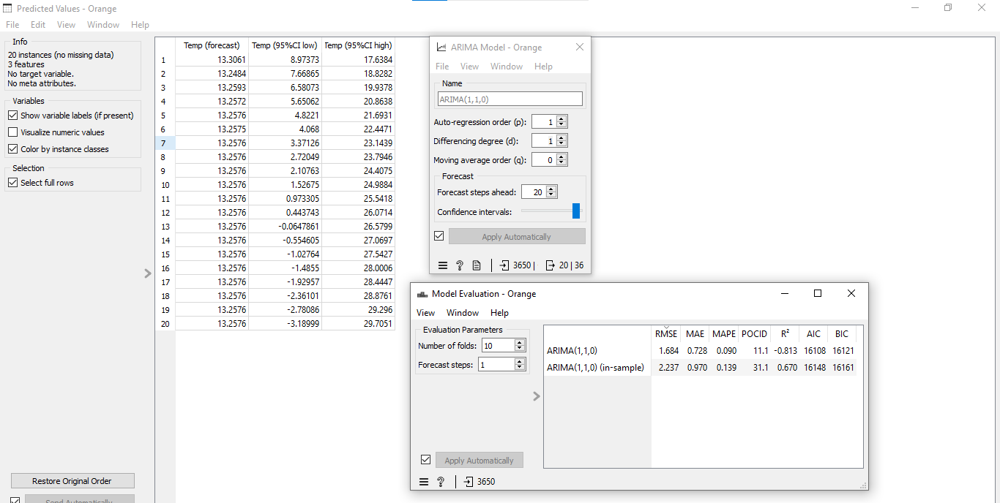 Predicted Values - Orange
File Edit View Window Help
Info
20 instances (no missing data)
3 features
No target variable.
No meta attributes.
Variables
Show variable labels (if present)
Visualize numeric values
Color by instance classes
Selection
Select full rows
Restore Original Order
Send Automatically
Temp (forecast) Temp (95%CI low) Temp (95%CI high)
1 13.3061 8.97373 17.6384
2 13.2484 7.66865 18.8282
3 13.2593 6.58073 19.9378
4 13.2572 5.65062 20.8638
5 13.2576 4.8221 21.6931
6 13.2575 4.068 22.4471
7 13.2576 3.37126 23.1439
8 13.2576 2.72049 23.7946
9 13.2576 2.10763 24.4075
10 13.2576 1.52675 24.9884
11 13.2576 0.973305 25.5418
12 13.2576 0.443743 26.0714
13 13.2576 -0.0647861 26.5799
14 13.2576 -0.554605 27.0697
15 13.2576 -1.02764 27.5427
16 13.2576 -1.4855 28.0006
17 13.2576 -1.92957 28.4447
18 13.2576 -2.36101 28.8761
19 13.2576 -2.78086 29.296
20 13.2576 -3.18999 29.7051
ARIMA Model - Orange
File View Window Help
Name
ARIMA(1,1,0)
Auto-regression order (p): 1
Differencing degree (d): 1
Moving average order (q): 0
Forecast
Forecast steps ahead: 20
Confidence intervals:
Apply Automatically
? 3650 | 20 | 36
Model Evaluation - Orange
View Window Help
Evaluation Parameters
Number of folds: 10
Forecast steps: 1
Apply Automatically
? 3650
RMSE MAE MAPE POCID R² AIC BIC
ARIMA(1,1,0) 1.684 0.728 0.090 11.1 -0.813 16108 16121
ARIMA(1,1,0) (in-sample) 2.237 0.970 0.139 31.1 0.670 16148 16161